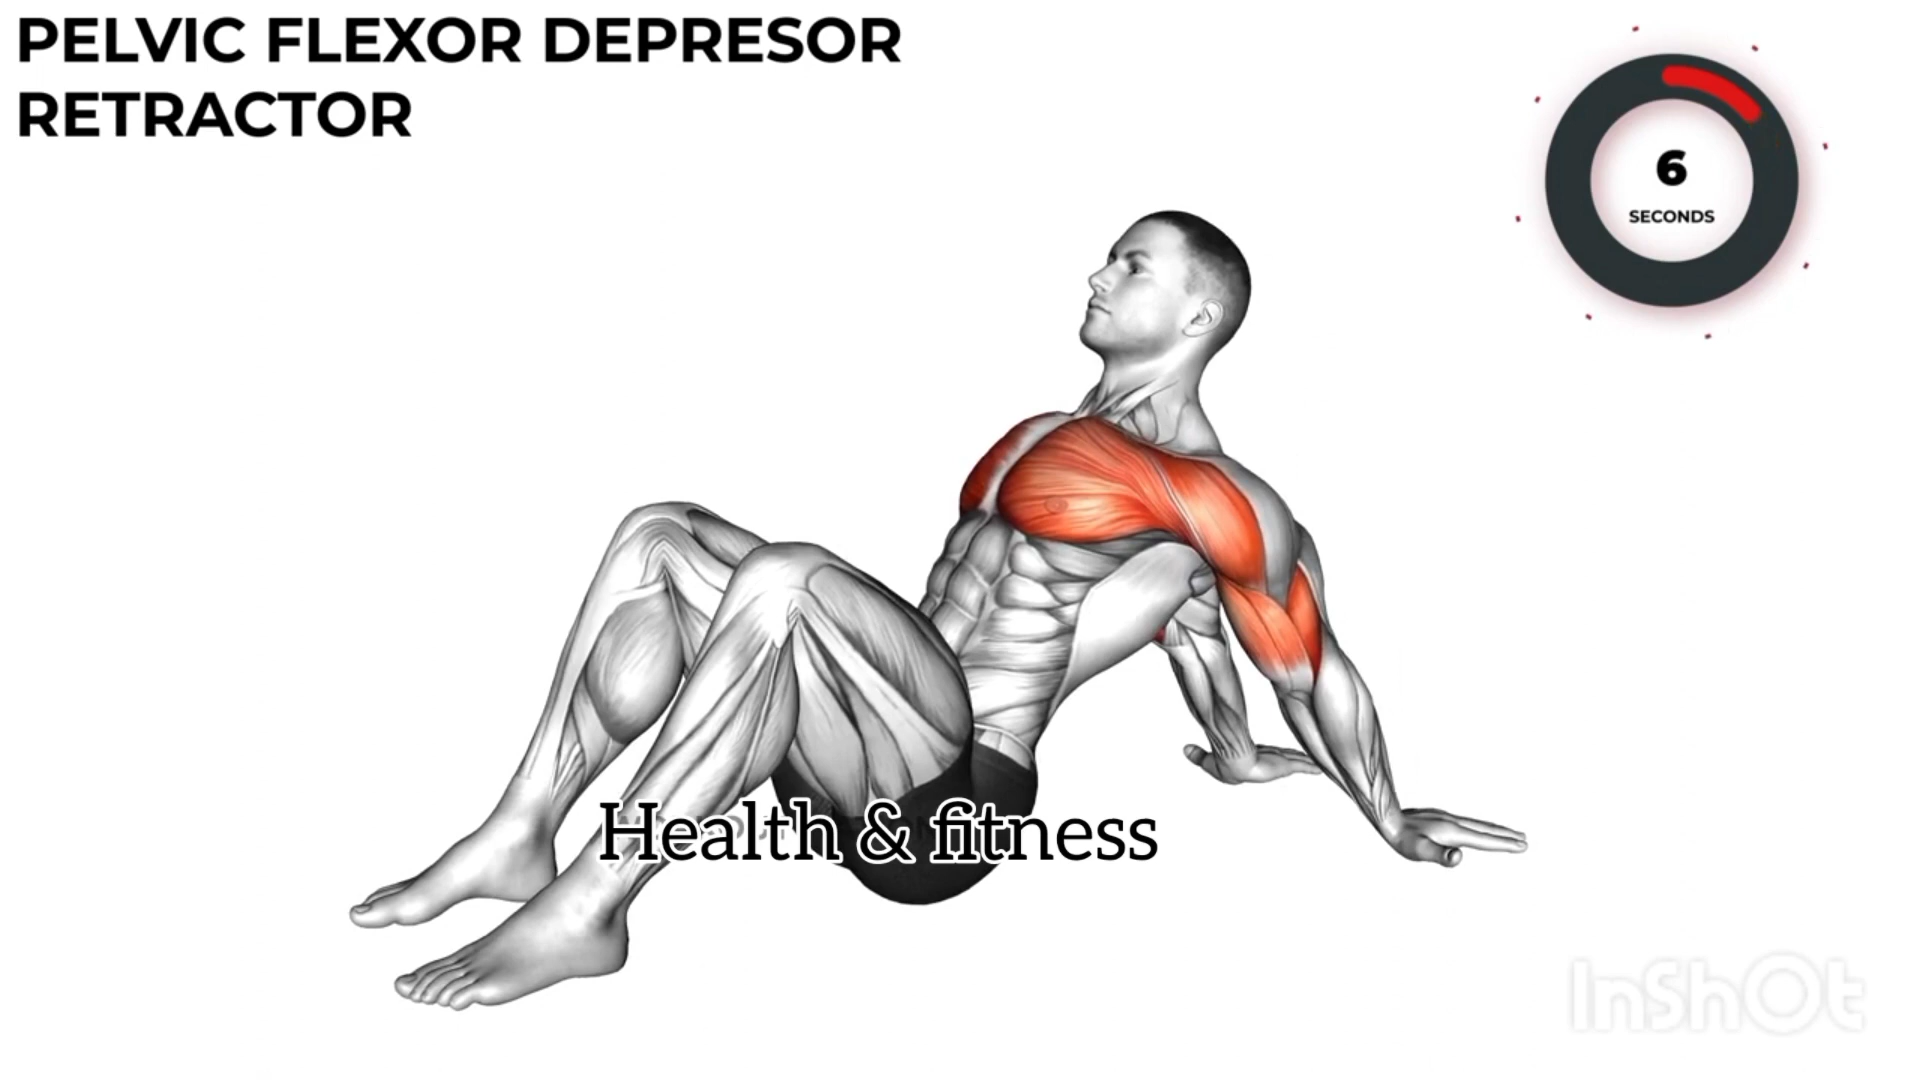 PELVIC FLEXOR DEPRESOR
RETRACTOR
6
SECONDS
Health & fitness
InShOt